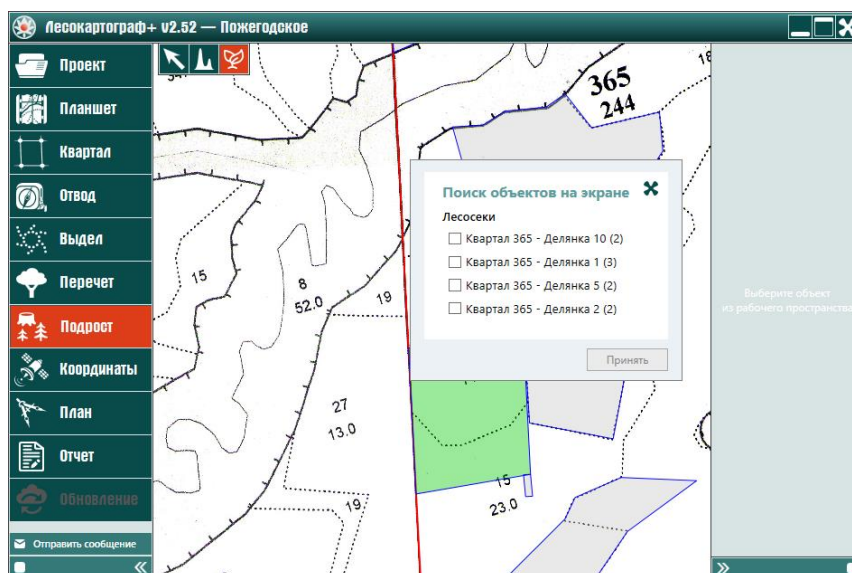 Лесокартограф+ v2.52 — Пожегодское
Проект
Планшет
Квартал
Отвод
Выдел
Перечет
Подрост
Координаты
План
Отчет
Обновление
Отправить сообщение
365
244
15
8
52.0
19
27
13.0
19
15
23.0
Поиск объектов на экране
Лесосеки
Квартал 365 - Делянка 10 (2)
Квартал 365 - Делянка 1 (3)
Квартал 365 - Делянка 5 (2)
Квартал 365 - Делянка 2 (2)
Принять
Выберите объект
из рабочего пространства